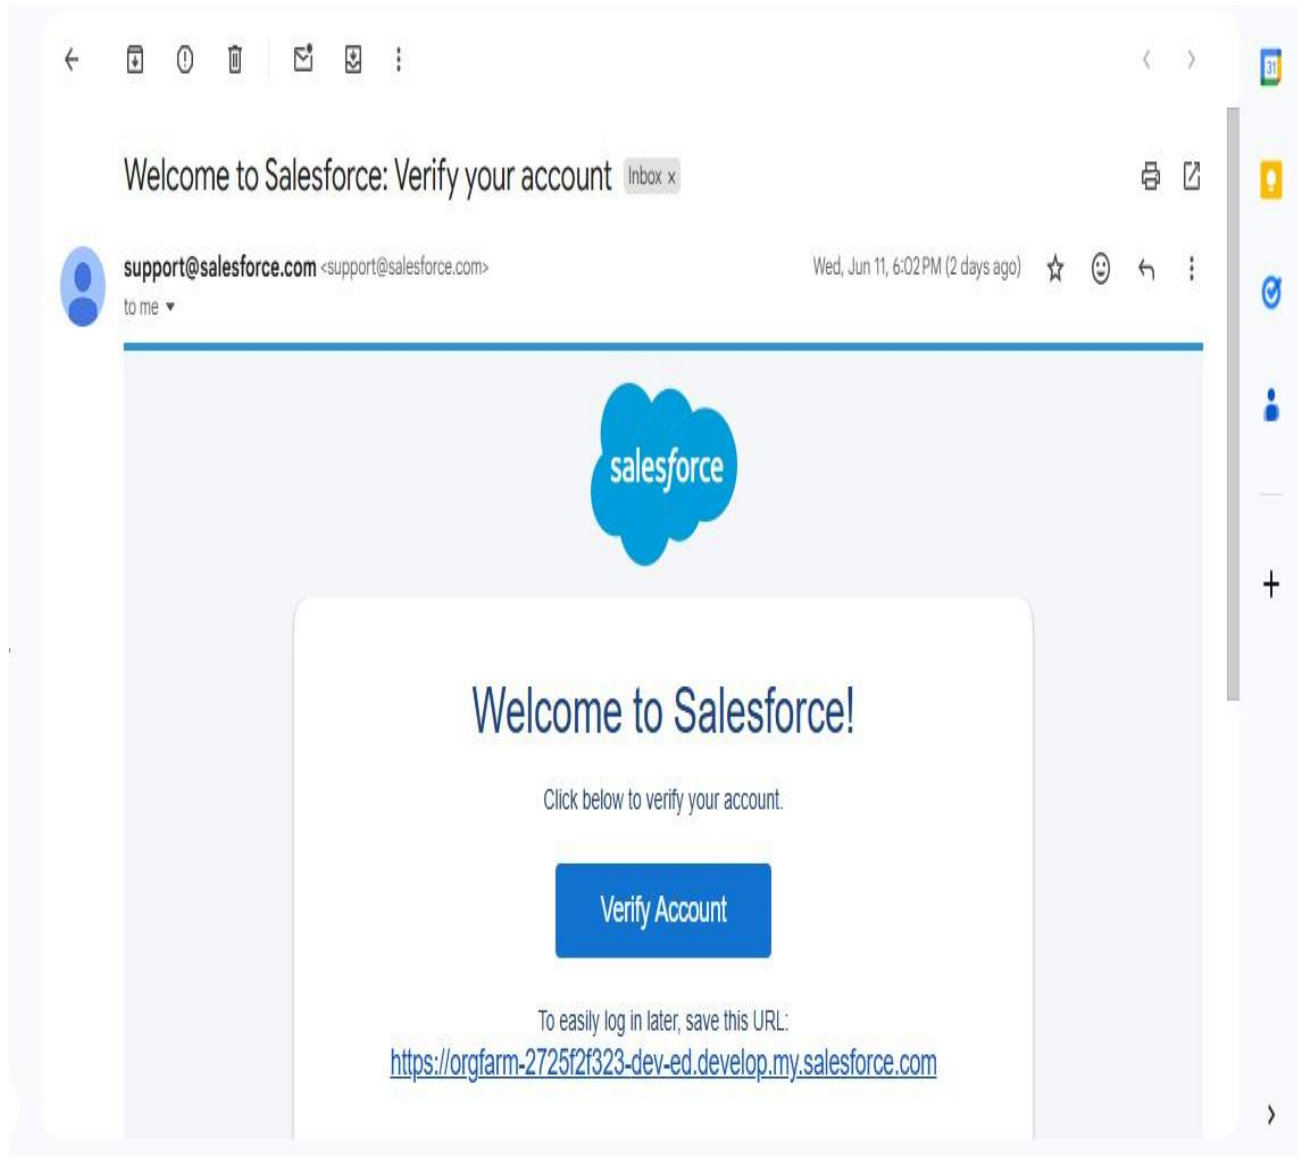 31
Welcome to Salesforce: Verify your account Inbox x
support@salesforce.com <support@salesforce.com> Wed, Jun 11, 6:02 PM (2 days ago)
to me
salesforce
Welcome to Salesforce!
Click below to verify your account.
Verify Account
To easily log in later, save this URL:
https://orgfarm-2725f2f323-dev-ed.develop.my.salesforce.com